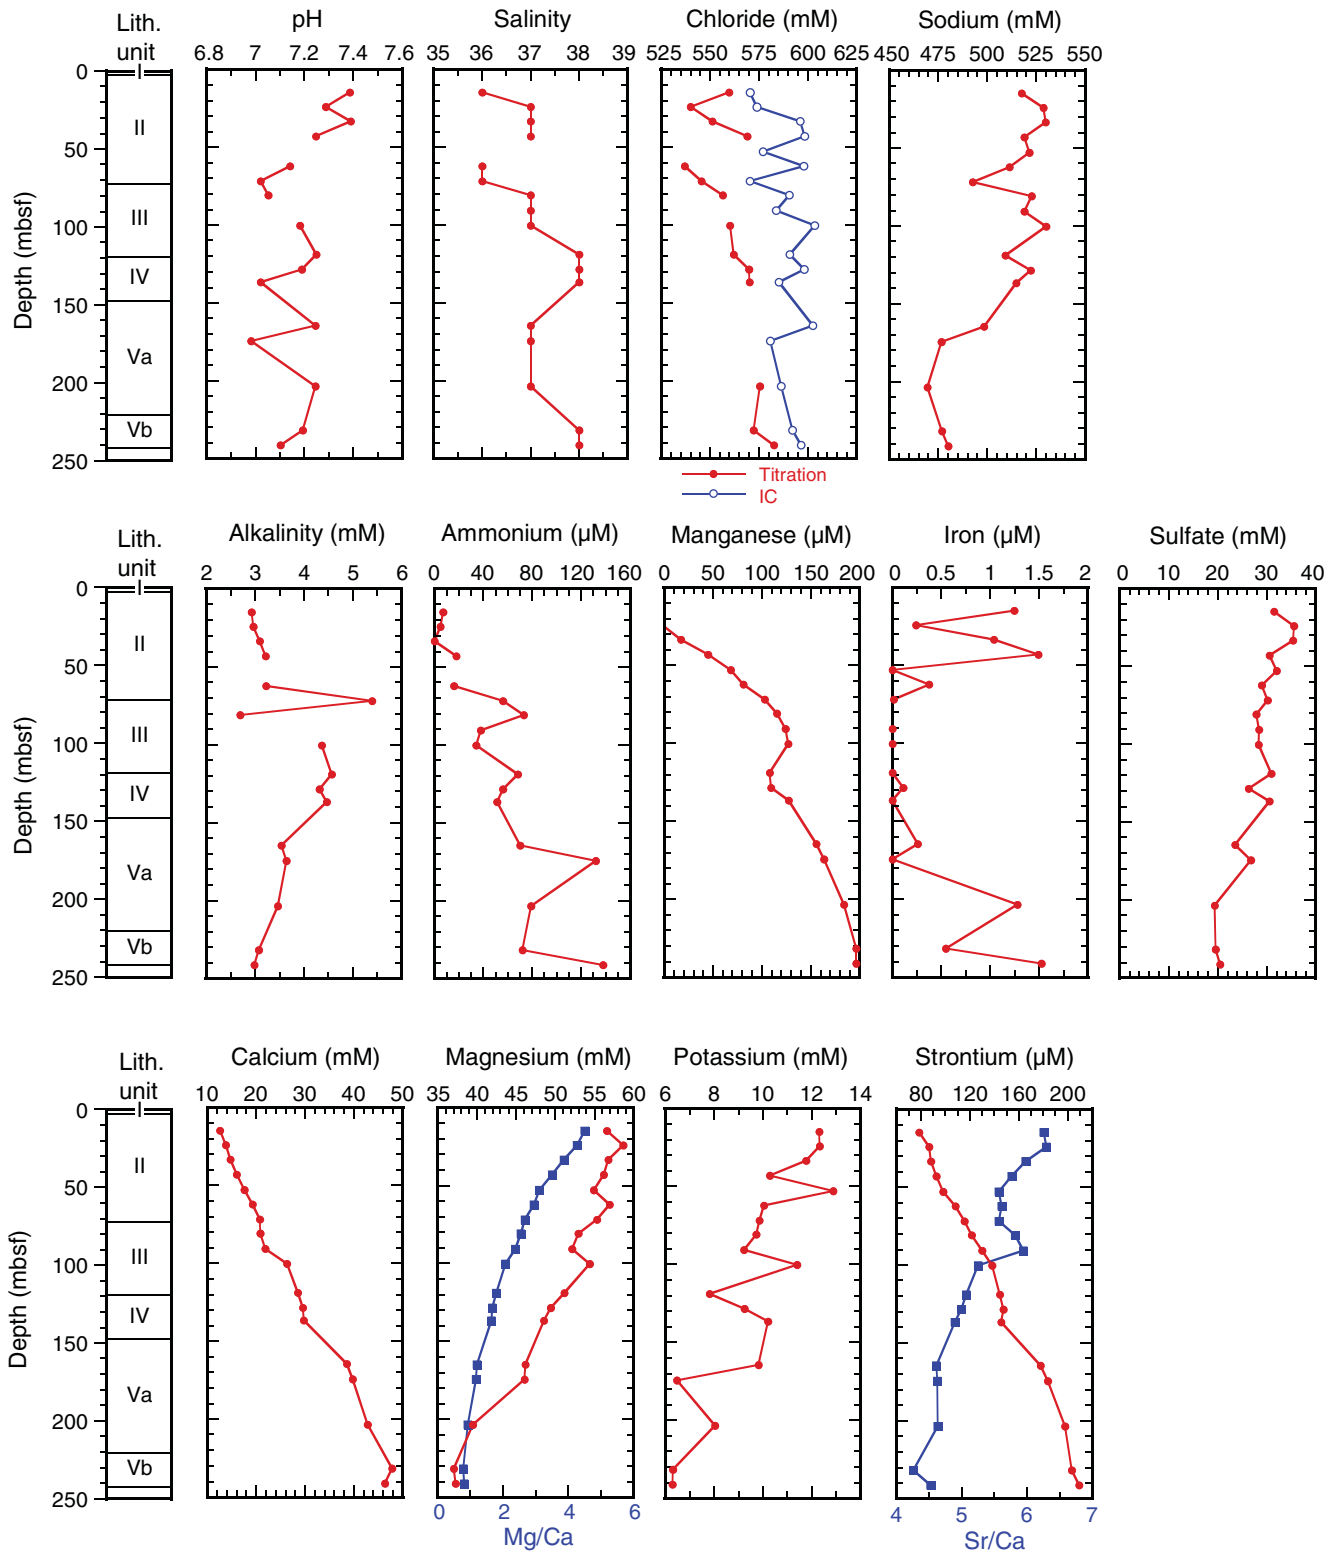 Lith. unit
pH
Salinity
Chloride (mM)
Sodium (mM)
6.8 7 7.2 7.4 7.6
35 36 37 38 39
525 550 575 600 625
450 475 500 525 550
Depth (mbsf)
0
50
100
150
200
250
II
III
IV
Va
Vb
Titration
IC
Lith. unit
Alkalinity (mM)
Ammonium (µM)
Manganese (µM)
Iron (µM)
Sulfate (mM)
2 3 4 5 6
0 40 80 120 160
0 50 100 150 200
0 0.5 1 1.5 2
0 10 20 30 40
Depth (mbsf)
0
50
100
150
200
250
II
III
IV
Va
Vb
Lith. unit
Calcium (mM)
Magnesium (mM)
Potassium (mM)
Strontium (µM)
10 20 30 40 50
35 40 45 50 55 60
6 8 10 12 14
80 120 160 200
Depth (mbsf)
0
50
100
150
200
250
II
III
IV
Va
Vb
0 2 4 6
Mg/Ca
4 5 6 7
Sr/Ca